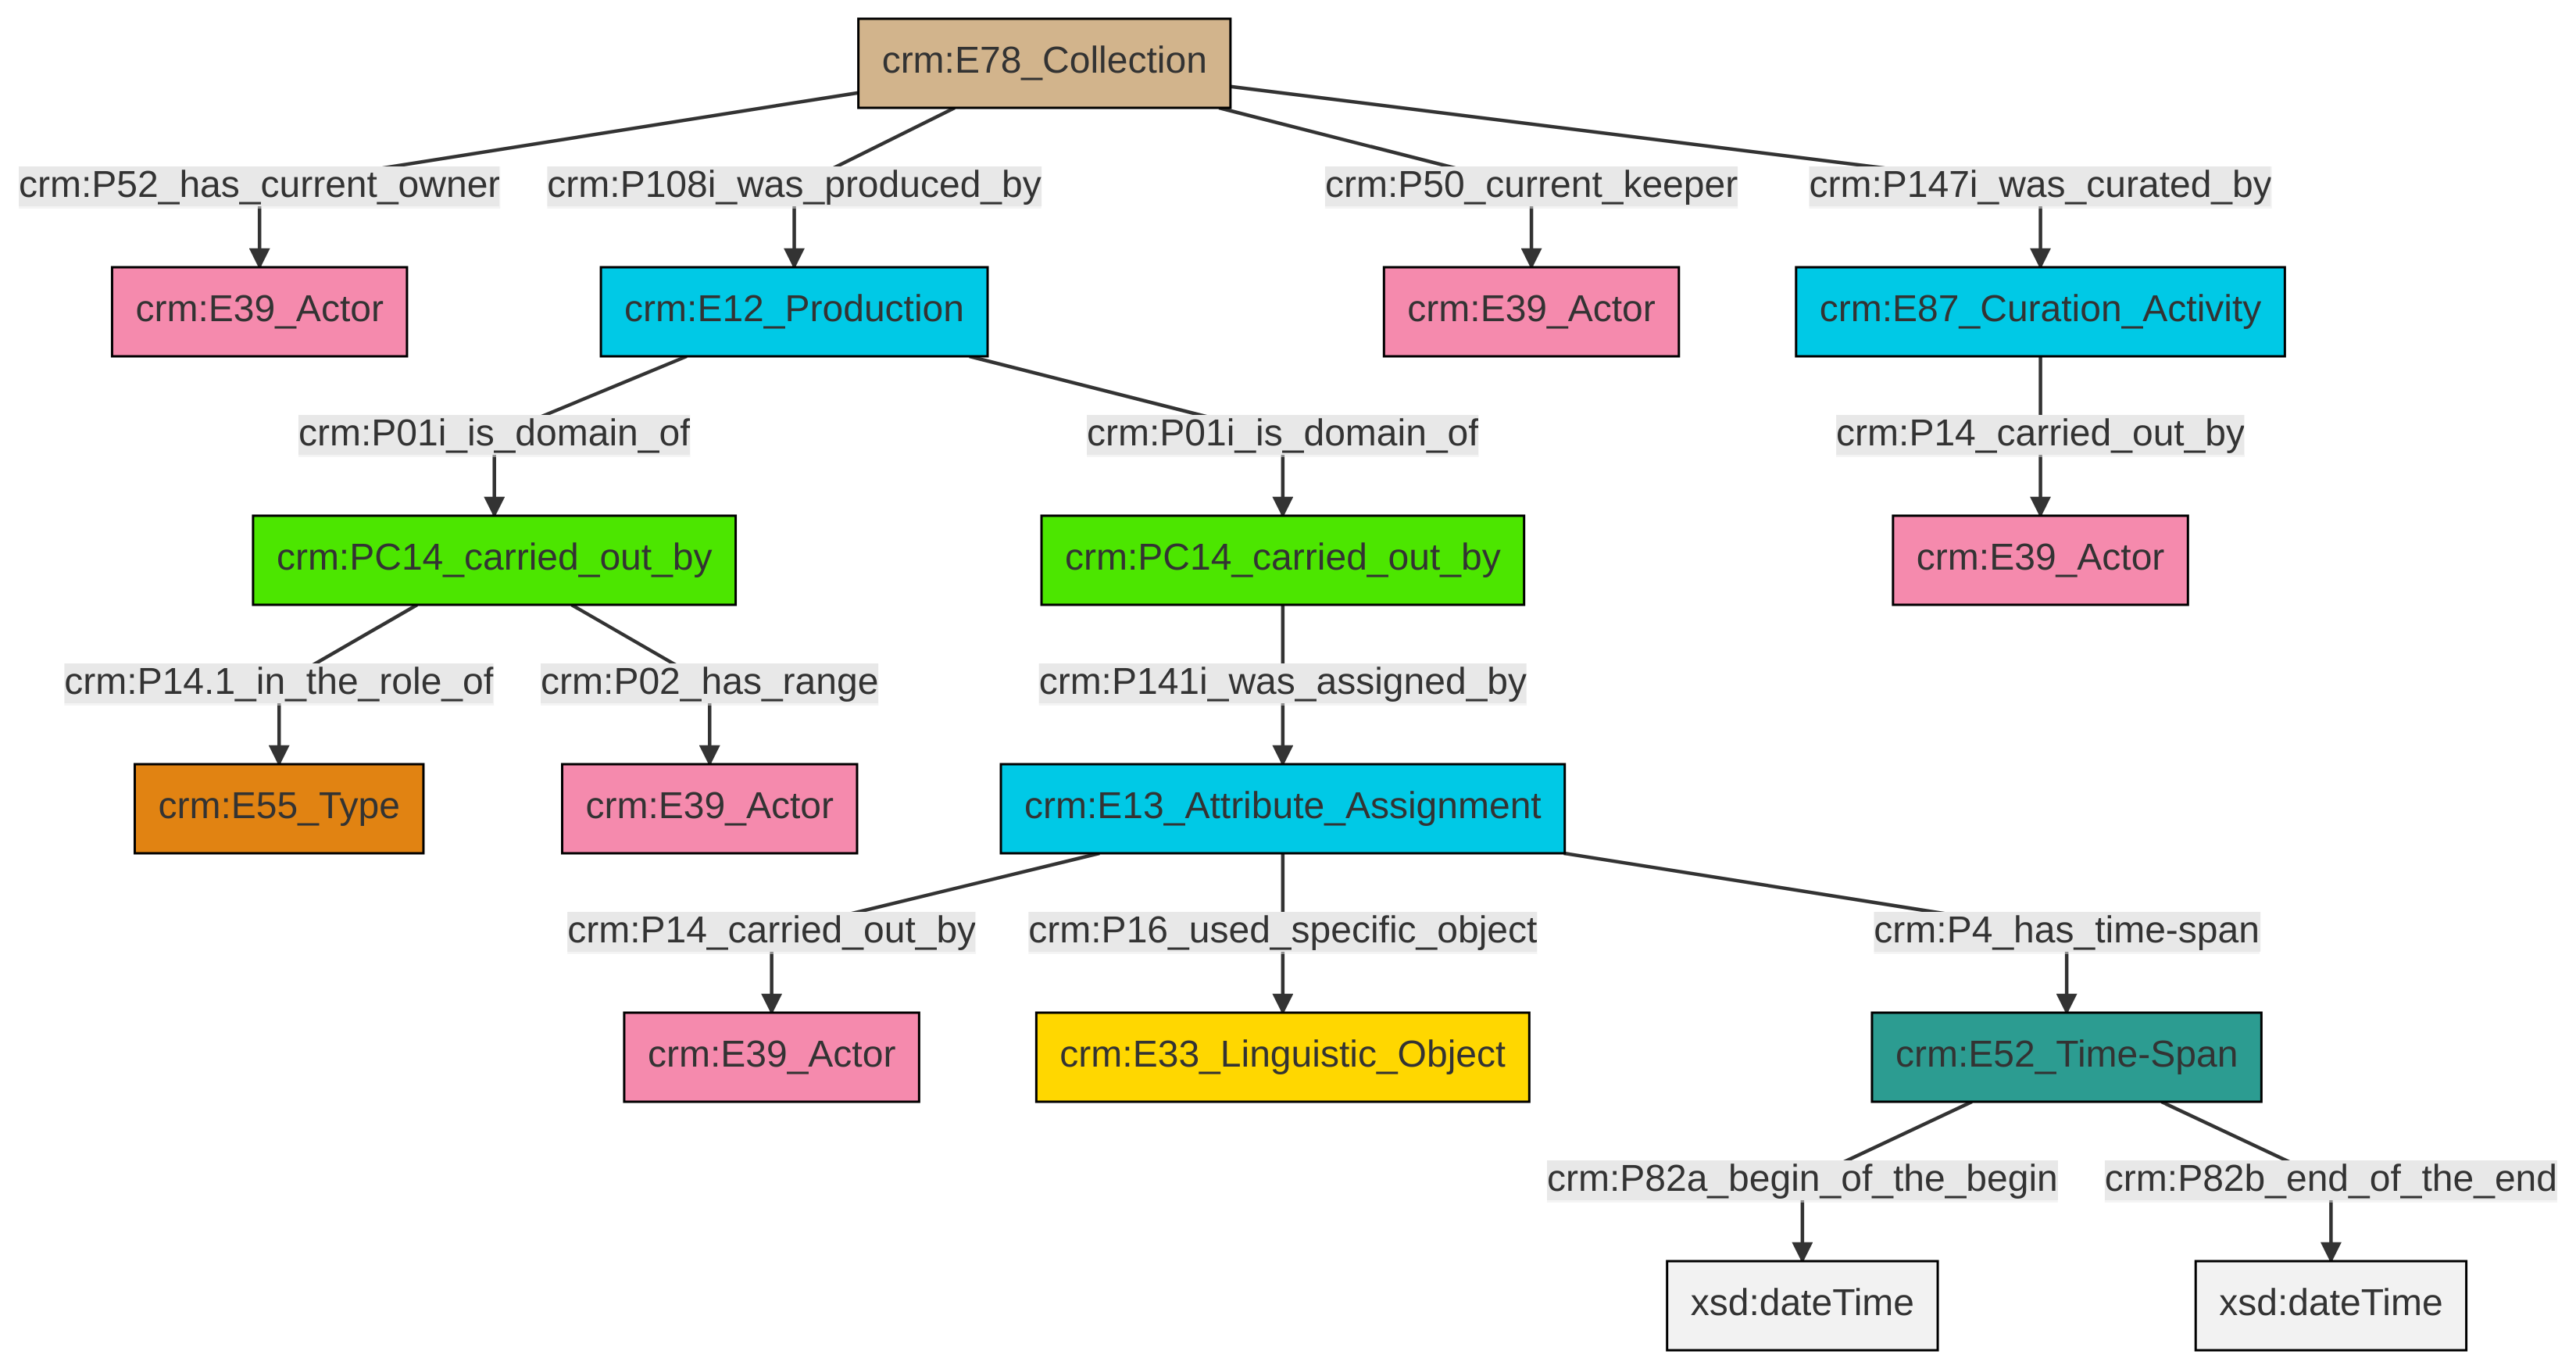 crm:E78_Collection
crm:P52_has_current_owner
crm:P108i_was_produced_by
crm:P50_current_keeper
crm:P147i_was_curated_by
crm:E39_Actor
crm:E12_Production
crm:E39_Actor
crm:E87_Curation_Activity
crm:P01i_is_domain_of
crm:P01i_is_domain_of
crm:P14_carried_out_by
crm:PC14_carried_out_by
crm:PC14_carried_out_by
crm:E39_Actor
crm:P14.1_in_the_role_of
crm:P02_has_range
crm:P141i_was_assigned_by
crm:E55_Type
crm:E39_Actor
crm:E13_Attribute_Assignment
crm:P14_carried_out_by
crm:P16_used_specific_object
crm:P4_has_time-span
crm:E39_Actor
crm:E33_Linguistic_Object
crm:E52_Time-Span
crm:P82a_begin_of_the_begin
crm:P82b_end_of_the_end
xsd:dateTime
xsd:dateTime